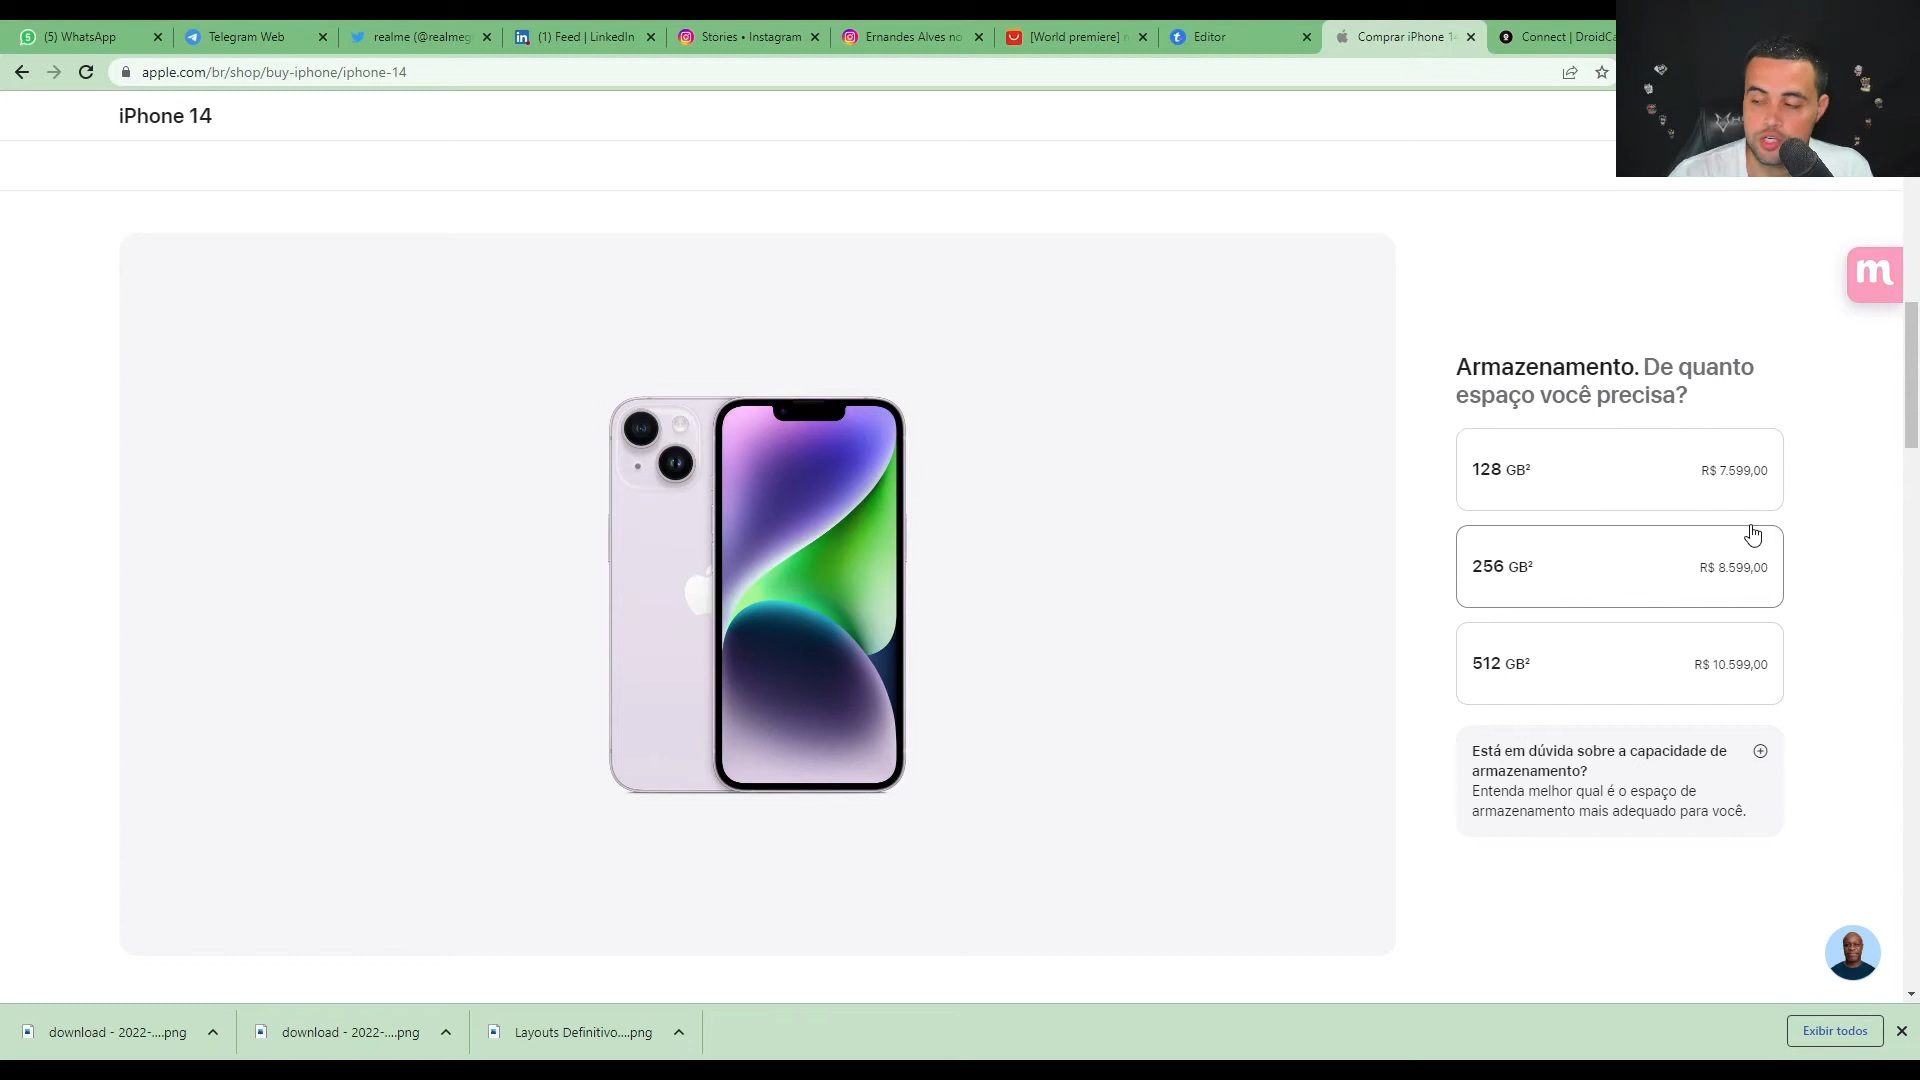 (5) WhatsApp
Telegram Web
realme (@realmeg
(1) Feed | LinkedIn
Stories • Instagram
Ernandes Alves no
[World premiere]
Editor
Comprar iPhone 14
Connect | DroidCa
apple.com/br/shop/buy-iphone/iphone-14
iPhone 14
m
Armazenamento. De quanto
espaço você precisa?
128 GB² R$ 7.599,00
256 GB² R$ 8.599,00
512 GB² R$ 10.599,00
Está em dúvida sobre a capacidade de
armazenamento?
Entenda melhor qual é o espaço de
armazenamento mais adequado para você.
download - 2022-....png
download - 2022-....png
Layouts Definitivo....png
Exibir todos